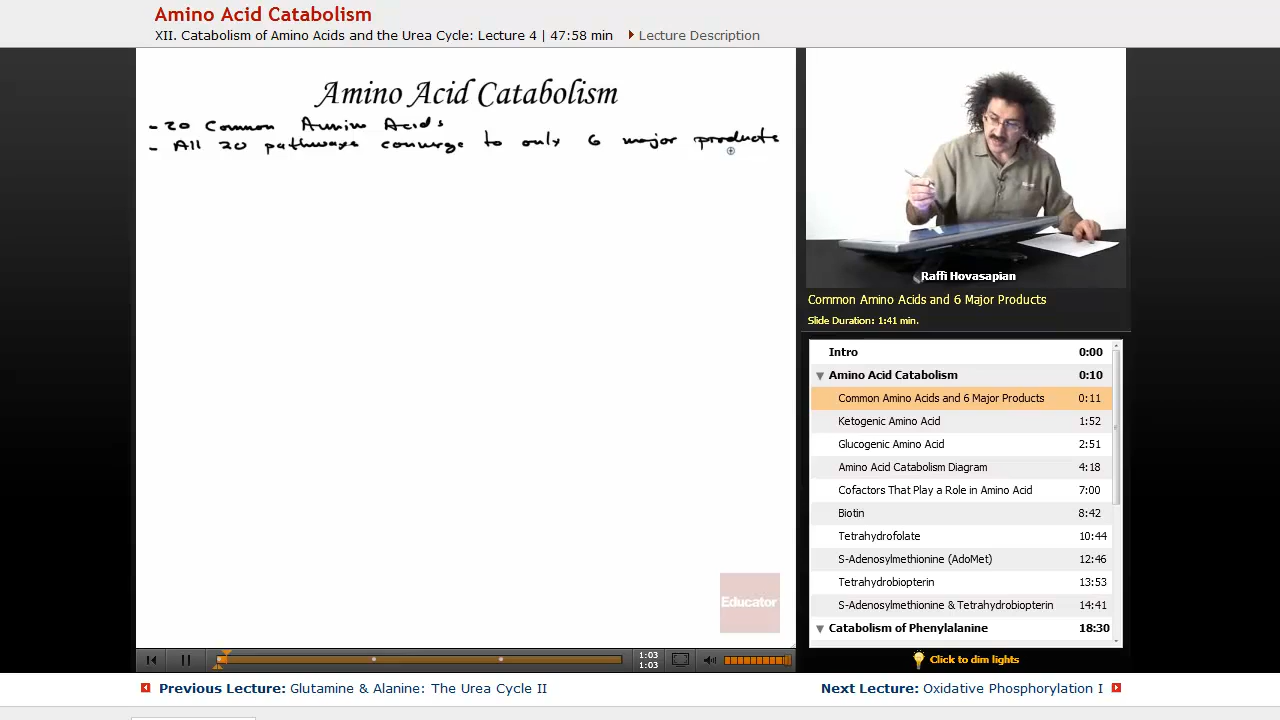 Amino Acid Catabolism
XII. Catabolism of Amino Acids and the Urea Cycle: Lecture 4 | 47:58 min
Lecture Description
Amino Acid Catabolism
- 20 Common Amino Acids
- All 20 pathways converge to only 6 major products
Educator
Raffi Hovasapian
Common Amino Acids and 6 Major Products
Slide Duration: 1:41 min.
Intro 0:00
Amino Acid Catabolism 0:10
Common Amino Acids and 6 Major Products 0:11
Ketogenic Amino Acid 1:52
Glucogenic Amino Acid 2:51
Amino Acid Catabolism Diagram 4:18
Cofactors That Play a Role in Amino Acid 7:00
Biotin 8:42
Tetrahydrofolate 10:44
S-Adenosylmethionine (AdoMet) 12:46
Tetrahydrobiopterin 13:53
S-Adenosylmethionine & Tetrahydrobiopterin 14:41
Catabolism of Phenylalanine 18:30
1:03
1:03
Click to dim lights
Previous Lecture: Glutamine & Alanine: The Urea Cycle II
Next Lecture: Oxidative Phosphorylation I